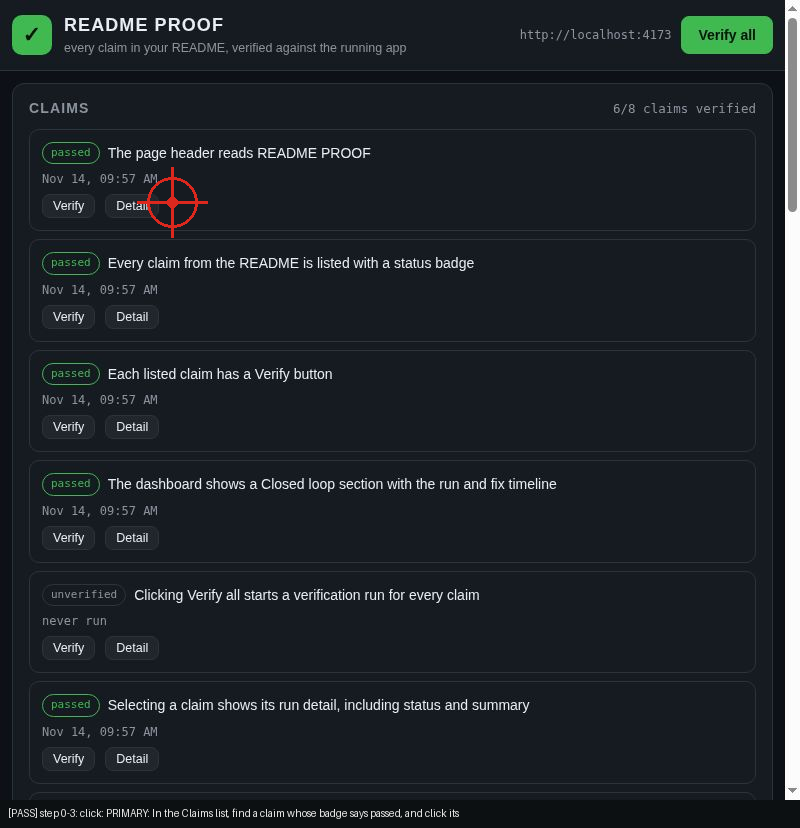 ✓ README PROOF
every claim in your README, verified against the running app
http://localhost:4173
Verify all
CLAIMS
6/8 claims verified
passed The page header reads README PROOF
Nov 14, 09:57 AM
Verify Detail
passed Every claim from the README is listed with a status badge
Nov 14, 09:57 AM
Verify Detail
passed Each listed claim has a Verify button
Nov 14, 09:57 AM
Verify Detail
passed The dashboard shows a Closed loop section with the run and fix timeline
Nov 14, 09:57 AM
Verify Detail
unverified Clicking Verify all starts a verification run for every claim
never run
Verify Detail
passed Selecting a claim shows its run detail, including status and summary
Nov 14, 09:57 AM
Verify Detail
[PASS] step 0-3: click: PRIMARY: In the Claims list, find a claim whose badge says passed, and click its